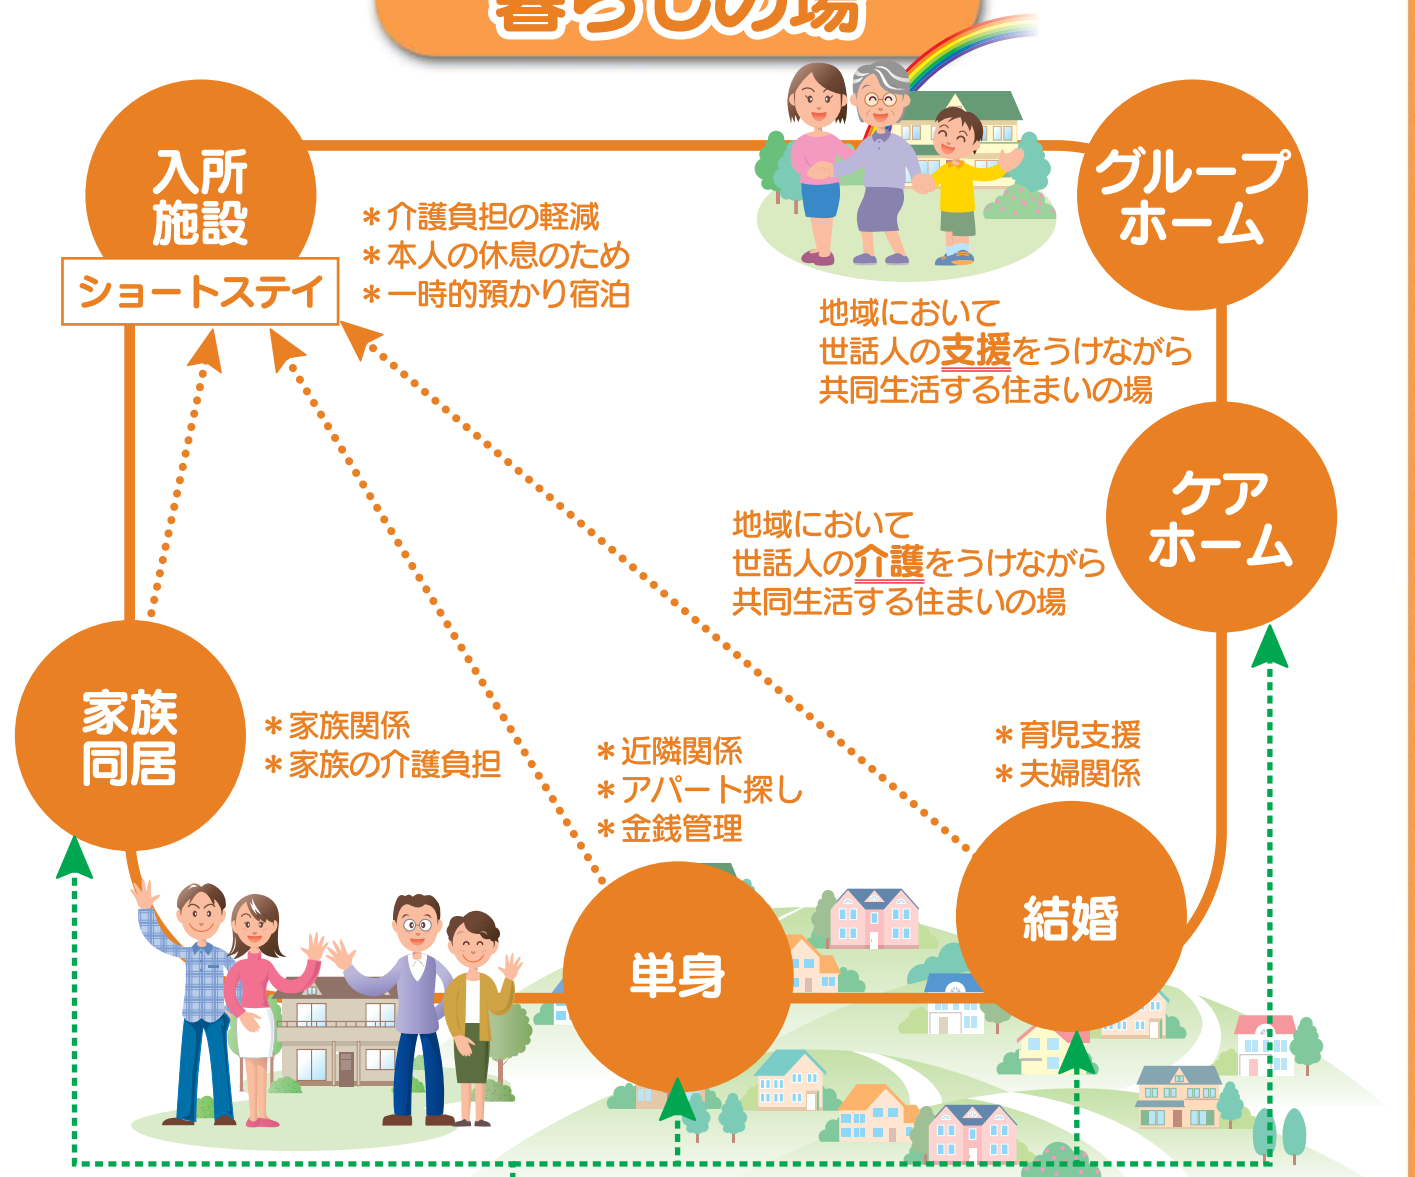 暮らしの場
入所
施設
ショートステイ
＊介護負担の軽減
＊本人の休息のため
＊一時的預かり宿泊
グループ
ホーム
地域において
世話人の支援をうけながら
共同生活する住まいの場
ケア
ホーム
地域において
世話人の介護をうけながら
共同生活する住まいの場
家族
同居
＊家族関係
＊家族の介護負担
＊近隣関係
＊アパート探し
＊金銭管理
単身
＊育児支援
＊夫婦関係
結婚